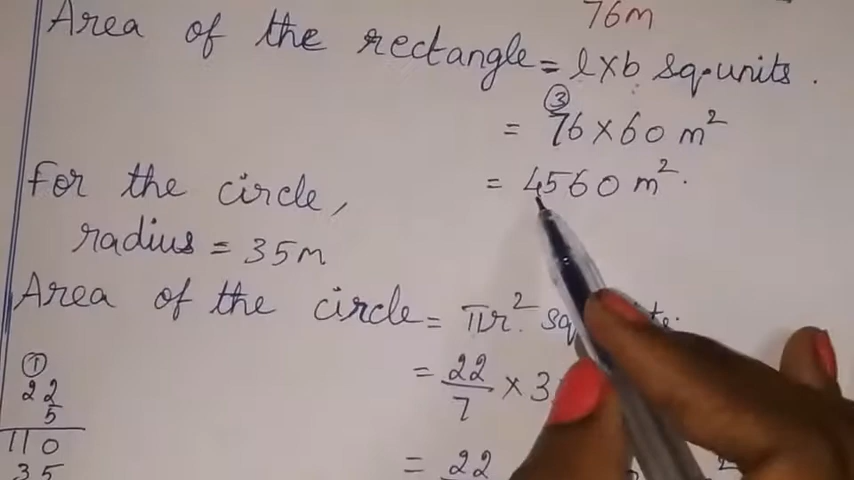 76m
Area of the rectangle = l×b sq.units.
③
= 76×60 m²
= 4560 m².
For the circle,
radius = 35m
Area of the circle = πr². sq
= 22/7 × 3
①
22
5
110
35
= 22